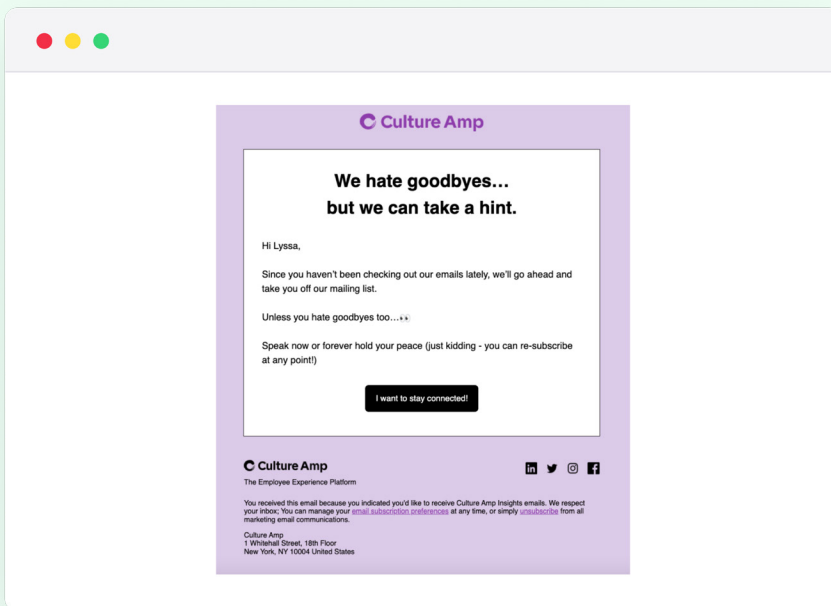 Culture Amp
We hate goodbyes…
but we can take a hint.
Hi Lyssa,
Since you haven't been checking out our emails lately, we'll go ahead and
take you off our mailing list.
Unless you hate goodbyes too…👀
Speak now or forever hold your peace (just kidding - you can re-subscribe
at any point!)
I want to stay connected!
Culture Amp
The Employee Experience Platform
You received this email because you indicated you'd like to receive Culture Amp Insights emails. We respect
your inbox; You can manage your email subscription preferences at any time, or simply unsubscribe from all
marketing email communications.
Culture Amp
1 Whitehall Street, 18th Floor
New York, NY 10004 United States